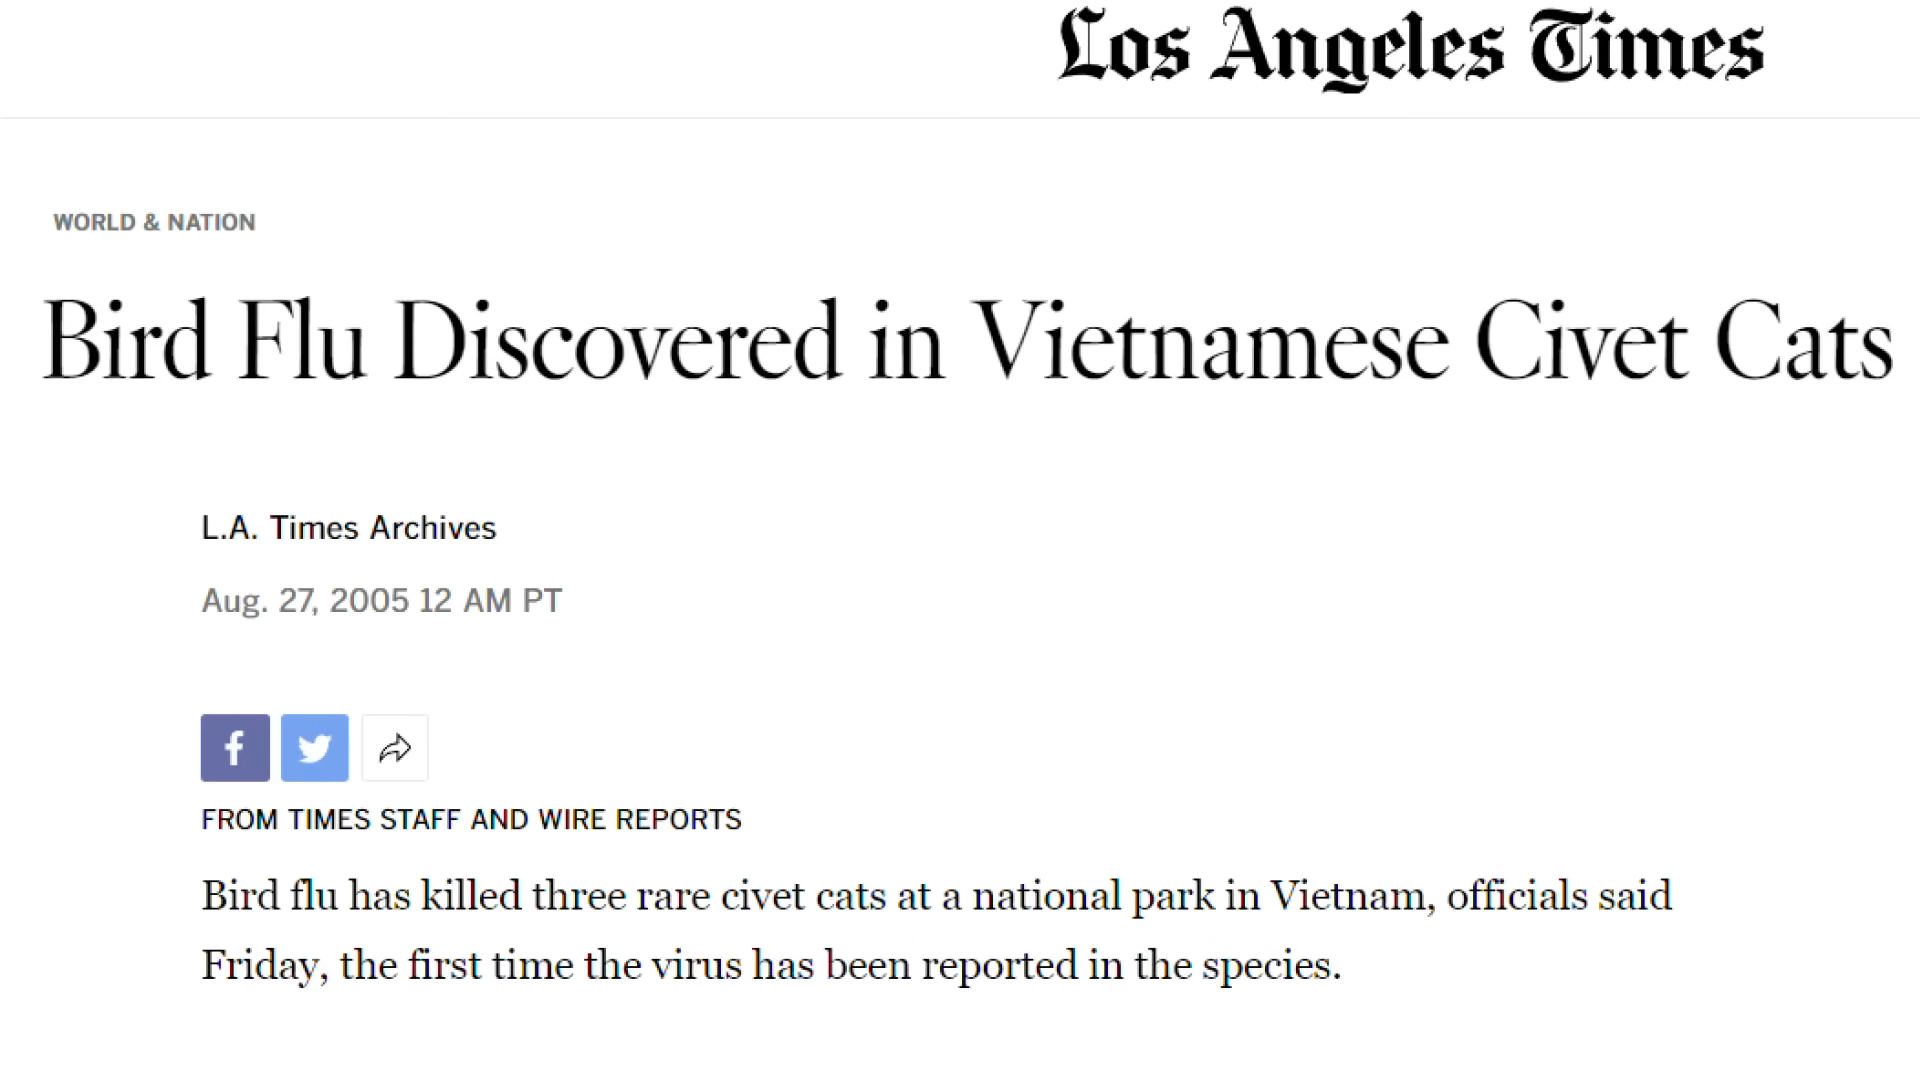 Los Angeles Times
WORLD & NATION
Bird Flu Discovered in Vietnamese Civet Cats
L.A. Times Archives
Aug. 27, 2005 12 AM PT
FROM TIMES STAFF AND WIRE REPORTS
Bird flu has killed three rare civet cats at a national park in Vietnam, officials said
Friday, the first time the virus has been reported in the species.